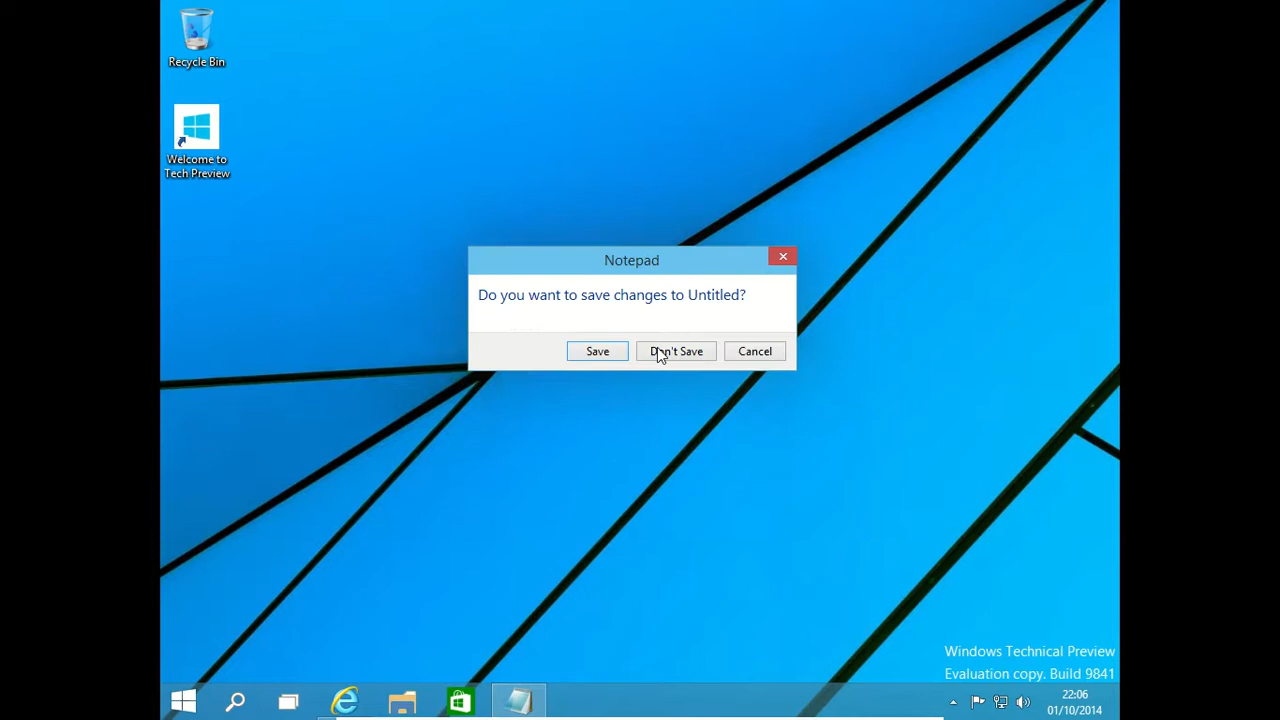 Recycle Bin
Welcome to
Tech Preview
Notepad
Do you want to save changes to Untitled?
Save
Don't Save
Cancel
Windows Technical Preview
Evaluation copy. Build 9841
22:06
01/10/2014